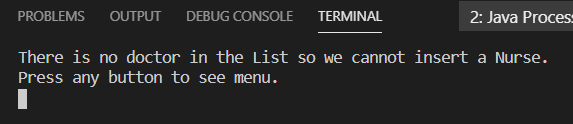 PROBLEMS OUTPUT DEBUG CONSOLE TERMINAL 2: Java Process
There is no doctor in the List so we cannot insert a Nurse.
Press any button to see menu.